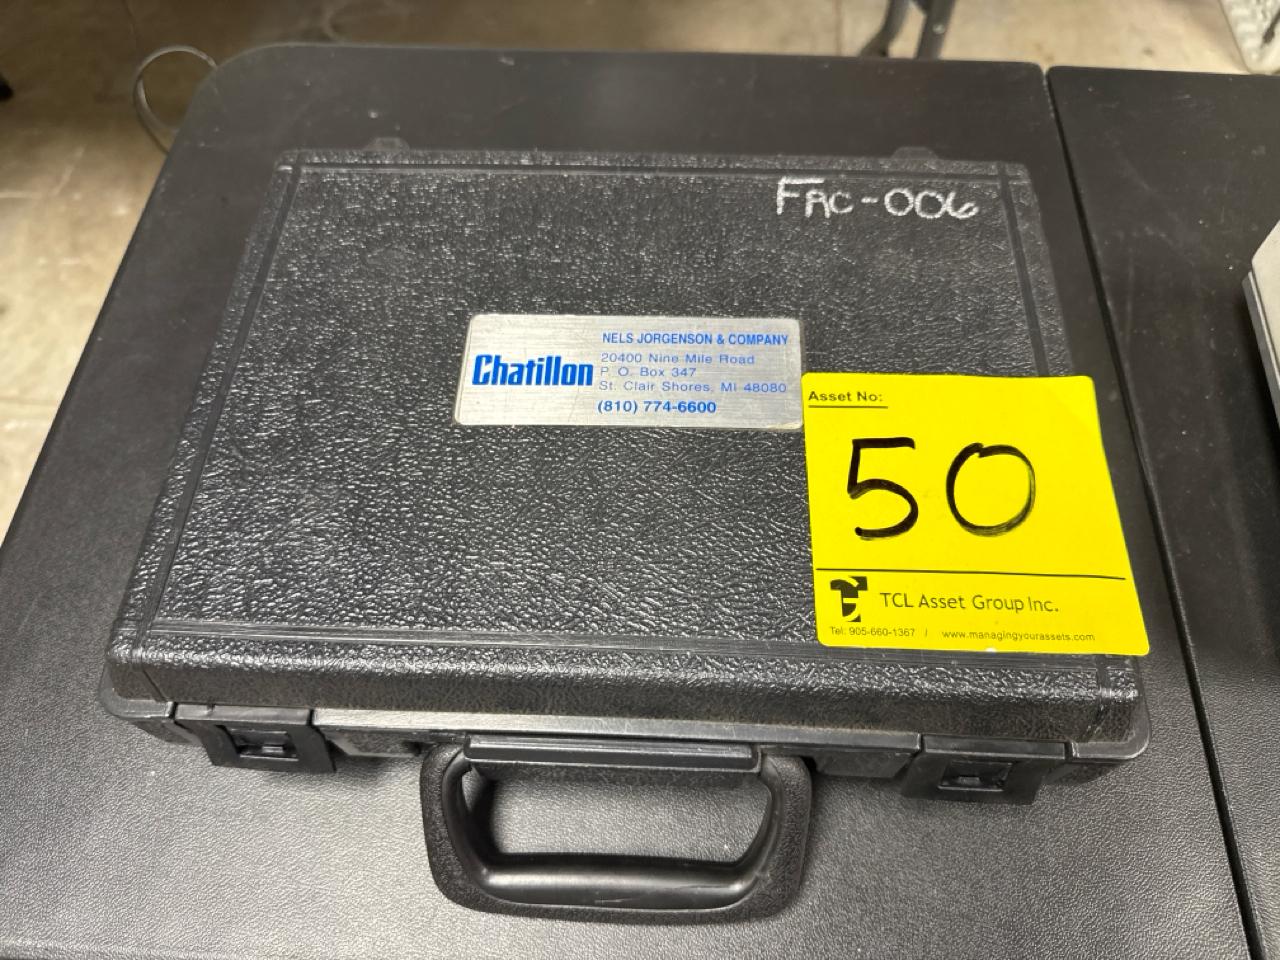 FAC-006
NELS JORGENSON & COMPANY
Chatillon
20400 Nine Mile Road
P. O. Box 347
St. Clair Shores, MI 48080
(810) 774-6600
Asset No:
50
TCL Asset Group Inc.
Tel: 905-660-1367 / www.managingyourassets.com